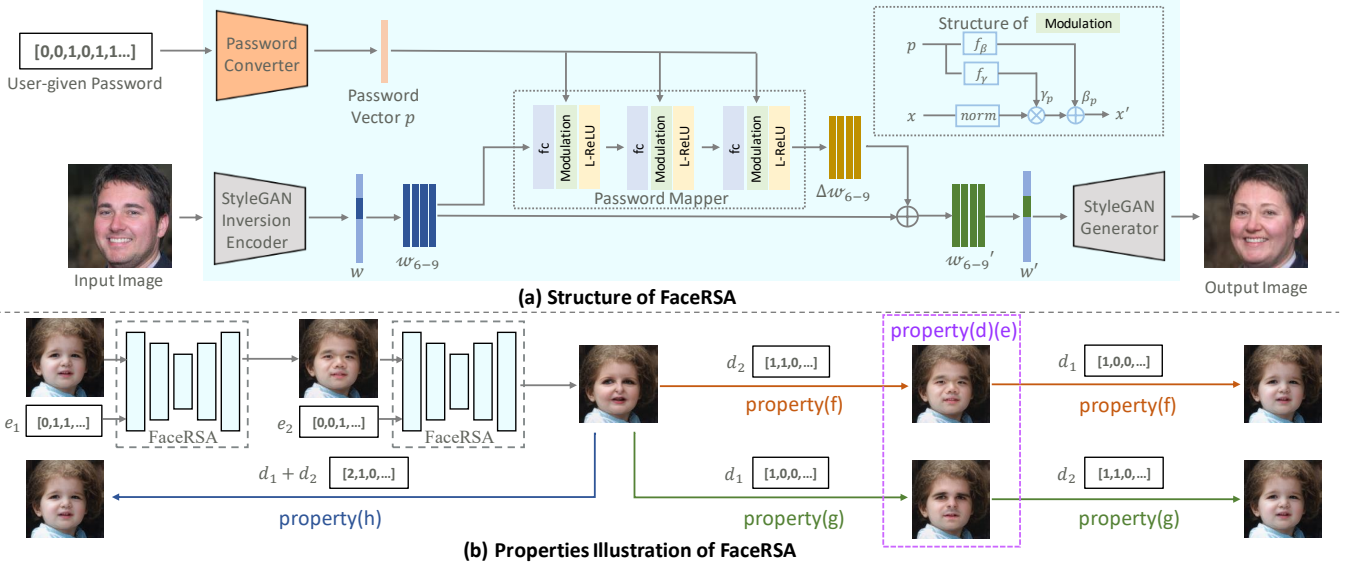 [0,0,1,0,1,1...]
User-given Password
Password
Converter
Password
Vector p
Structure of Modulation
p
f_β
f_γ
γ_p
β_p
x
norm
x′
fc
Modulation
L-ReLU
fc
Modulation
L-ReLU
fc
Modulation
L-ReLU
Password Mapper
Δw₆₋₉
Input Image
StyleGAN
Inversion
Encoder
w
w₆₋₉
w₆₋₉′
w′
StyleGAN
Generator
Output Image
(a) Structure of FaceRSA
e₁
[0,1,1,...]
FaceRSA
e₂
[0,0,1,...]
FaceRSA
d₂
[1,1,0,...]
property(f)
property(d)(e)
d₁
[1,0,0,...]
property(f)
d₁ + d₂
[2,1,0,...]
property(h)
d₁
[1,0,0,...]
property(g)
d₂
[1,1,0,...]
property(g)
(b) Properties Illustration of FaceRSA